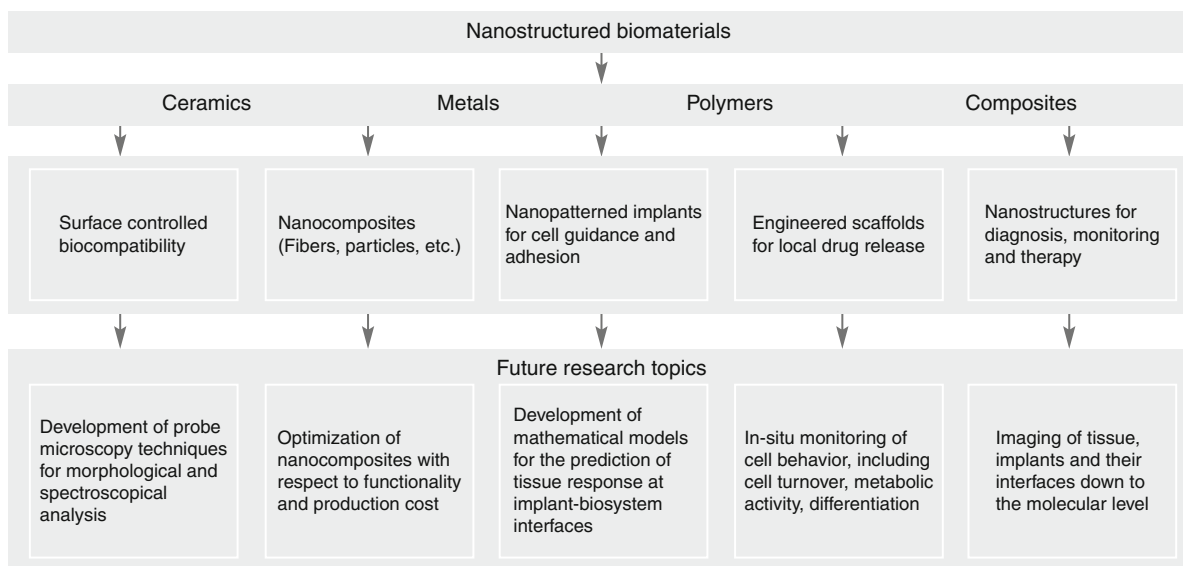 Nanostructured biomaterials
Ceramics Metals Polymers Composites
Surface controlled
biocompatibility
Nanocomposites
(Fibers, particles, etc.)
Nanopatterned implants
for cell guidance and
adhesion
Engineered scaffolds
for local drug release
Nanostructures for
diagnosis, monitoring
and therapy
Future research topics
Development of probe
microscopy techniques
for morphological and
spectroscopical
analysis
Optimization of
nanocomposites with
respect to functionality
and production cost
Development of
mathematical models
for the prediction of
tissue response at
implant-biosystem
interfaces
In-situ monitoring of
cell behavior, including
cell turnover, metabolic
activity, differentiation
Imaging of tissue,
implants and their
interfaces down to
the molecular level